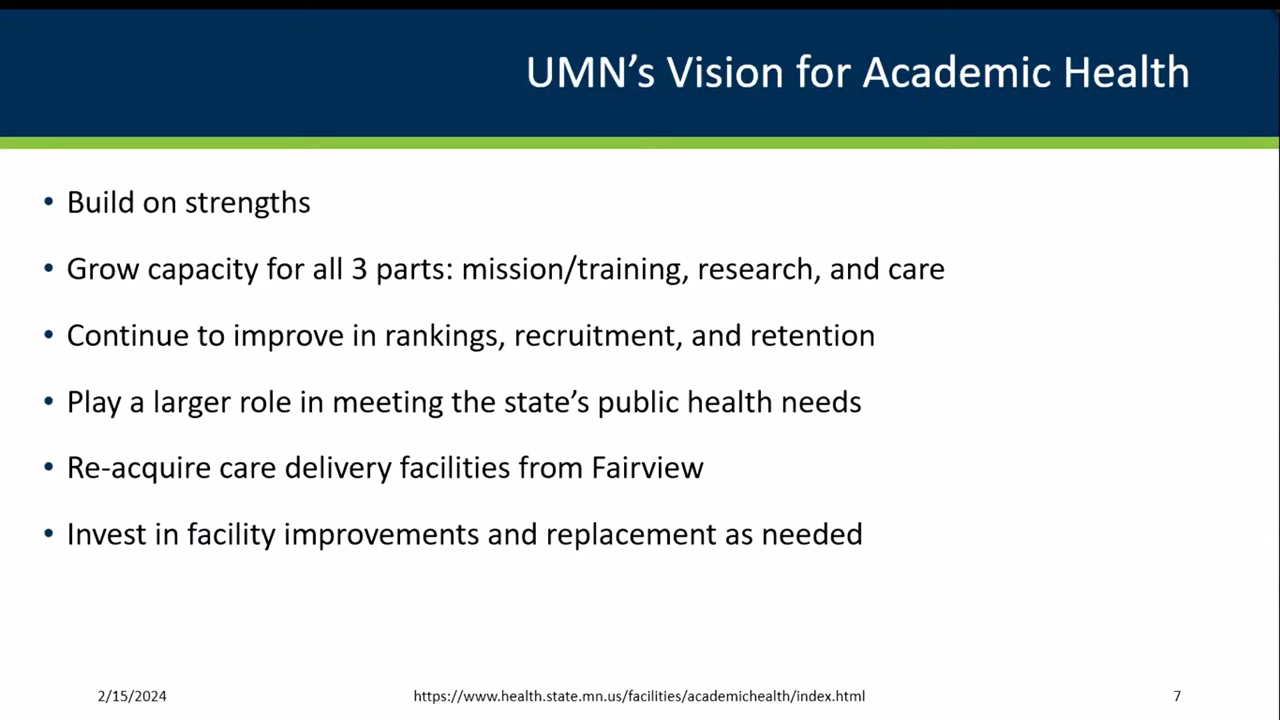 UMN’s Vision for Academic Health
• Build on strengths
• Grow capacity for all 3 parts: mission/training, research, and care
• Continue to improve in rankings, recruitment, and retention
• Play a larger role in meeting the state’s public health needs
• Re-acquire care delivery facilities from Fairview
• Invest in facility improvements and replacement as needed
2/15/2024 https://www.health.state.mn.us/facilities/academichealth/index.html 7